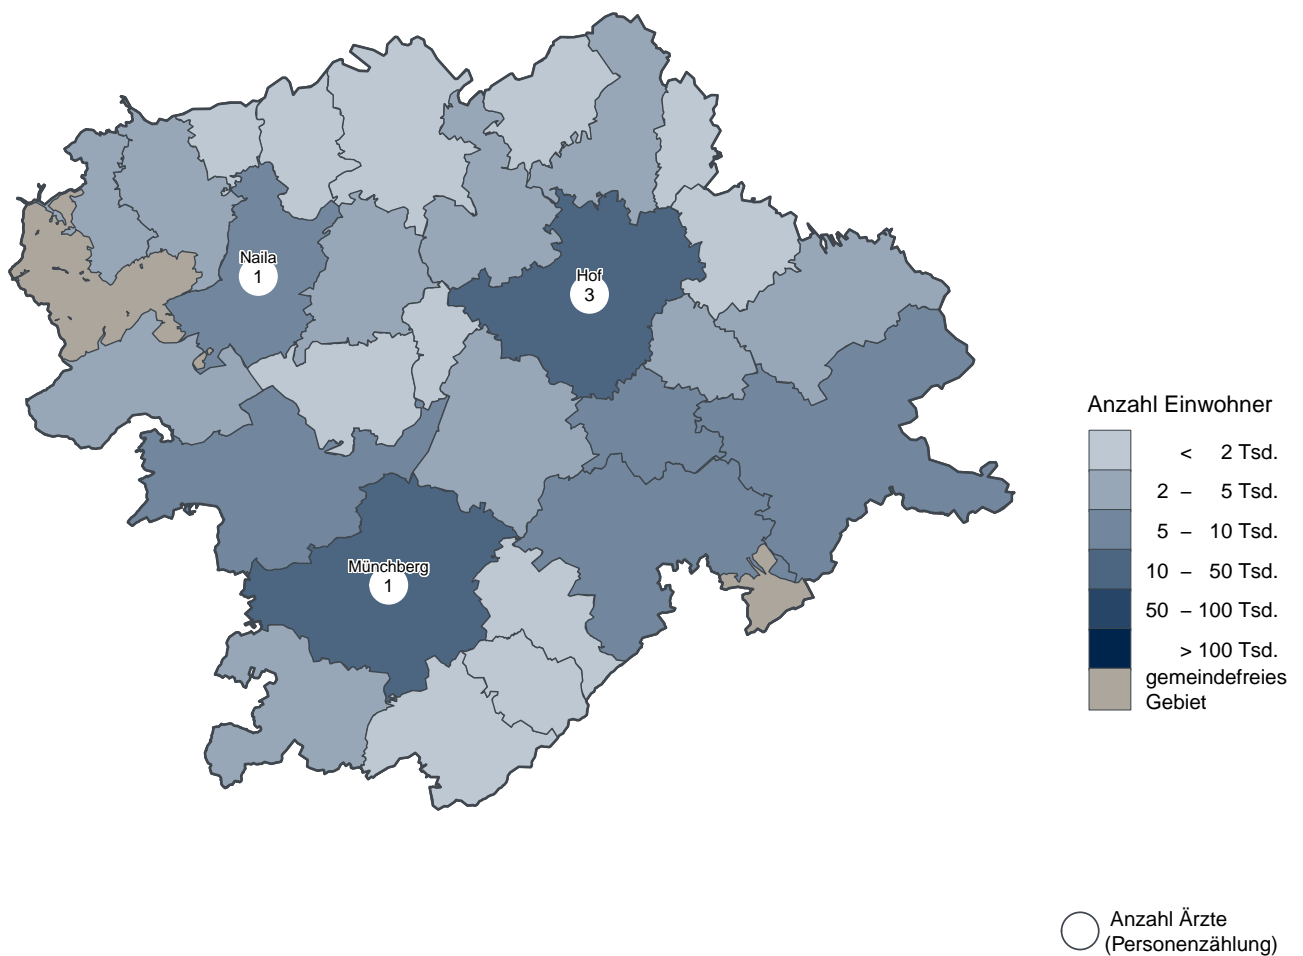 Naila
1
Hof
3
Münchberg
1
Anzahl Einwohner
< 2 Tsd.
2 – 5 Tsd.
5 – 10 Tsd.
10 – 50 Tsd.
50 – 100 Tsd.
> 100 Tsd.
gemeindefreies
Gebiet
Anzahl Ärzte
(Personenzählung)